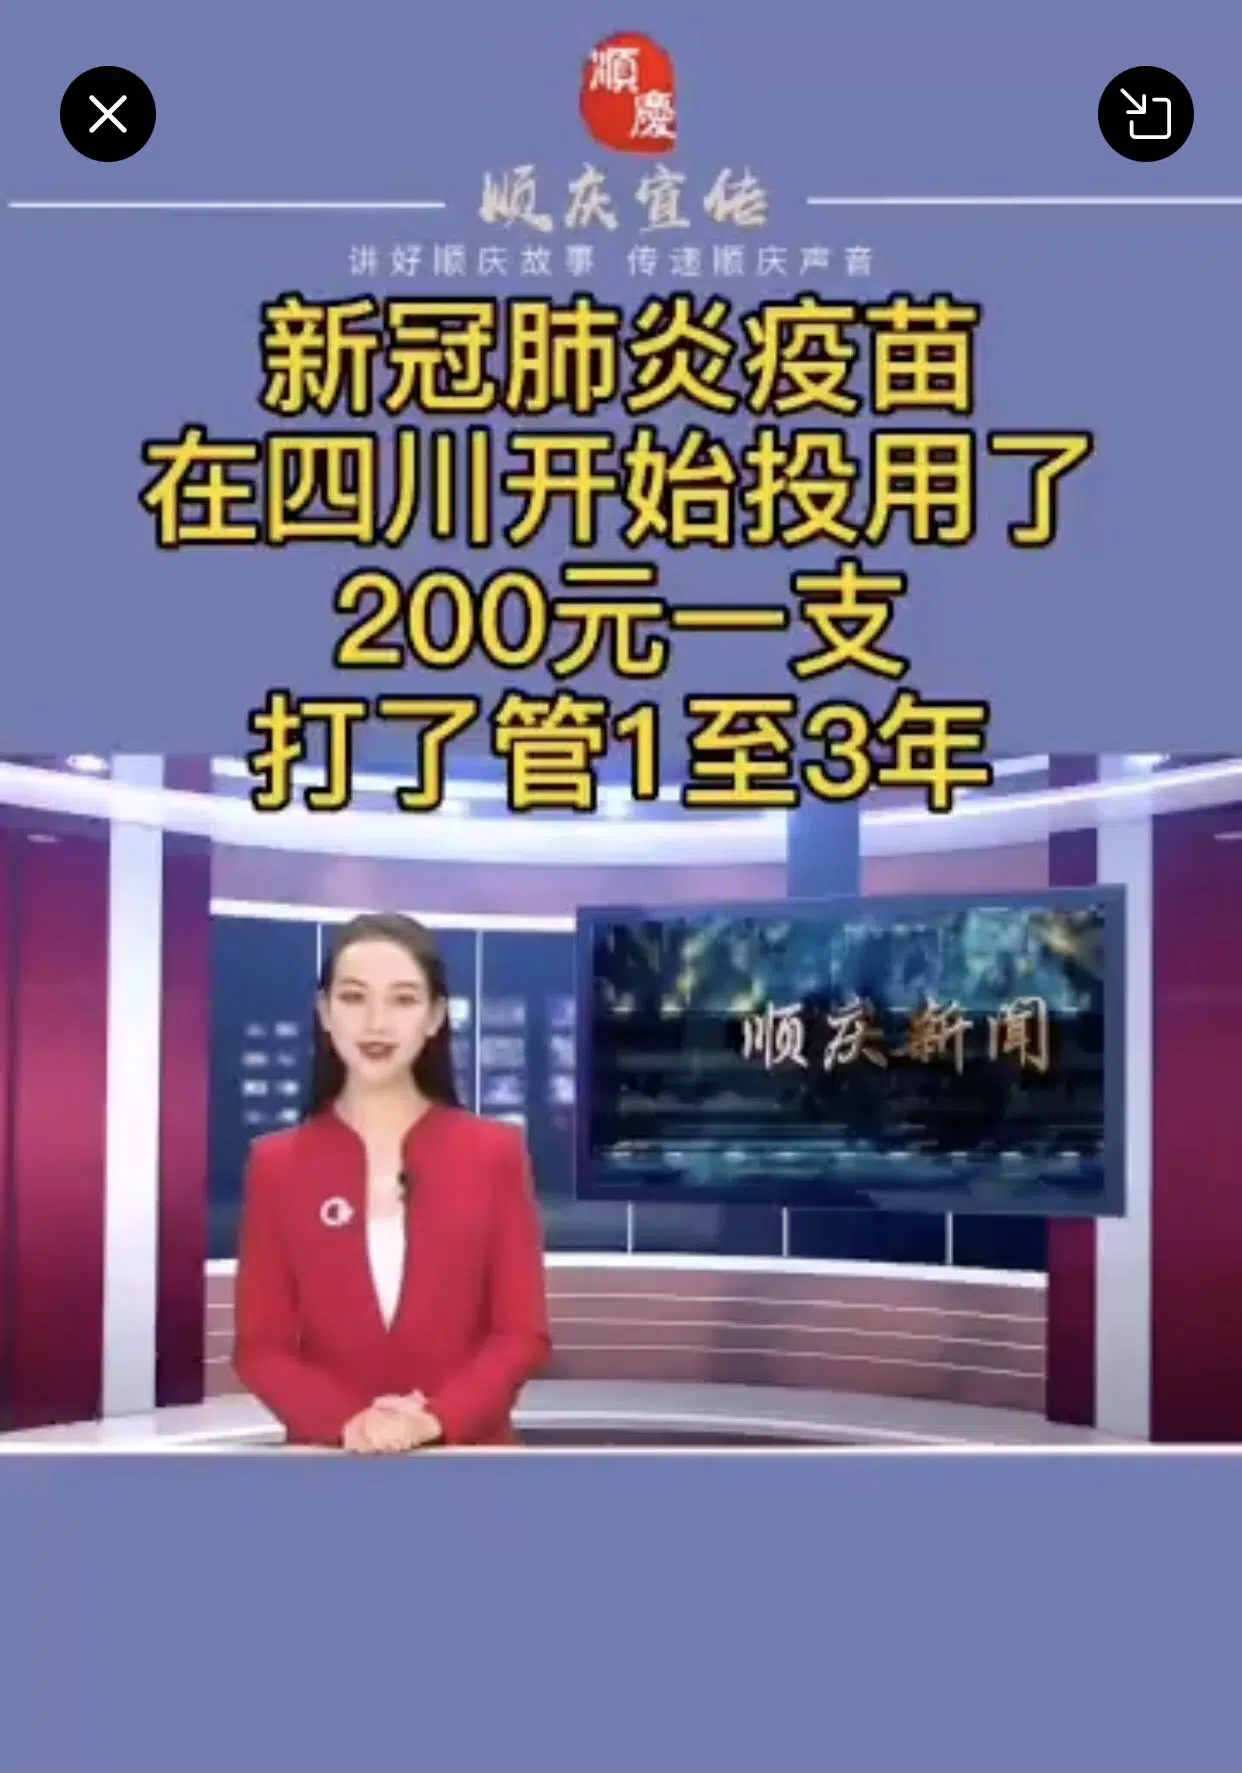 順慶
顺庆宣传
讲好顺庆故事 传递顺庆声音
新冠肺炎疫苗
在四川开始投用了
200元一支
打了管1至3年
顺庆新闻